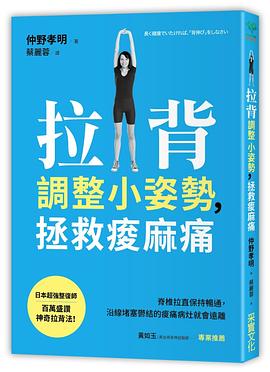 長く健康でいたければ、「背伸び」をしなさい
仲野孝明 著
蔡麗蓉 譯
拉背
調整小姿勢,
拯救痠麻痛
日本超強整復師
百萬盛讚
神奇拉背法!
脊椎拉直保持暢通,
沿線堵塞鬱結的痠痛病灶就會遠離
黃如玉
專業推薦
拉背
調整小姿勢,拯救痠麻痛
仲野孝明
采實文化